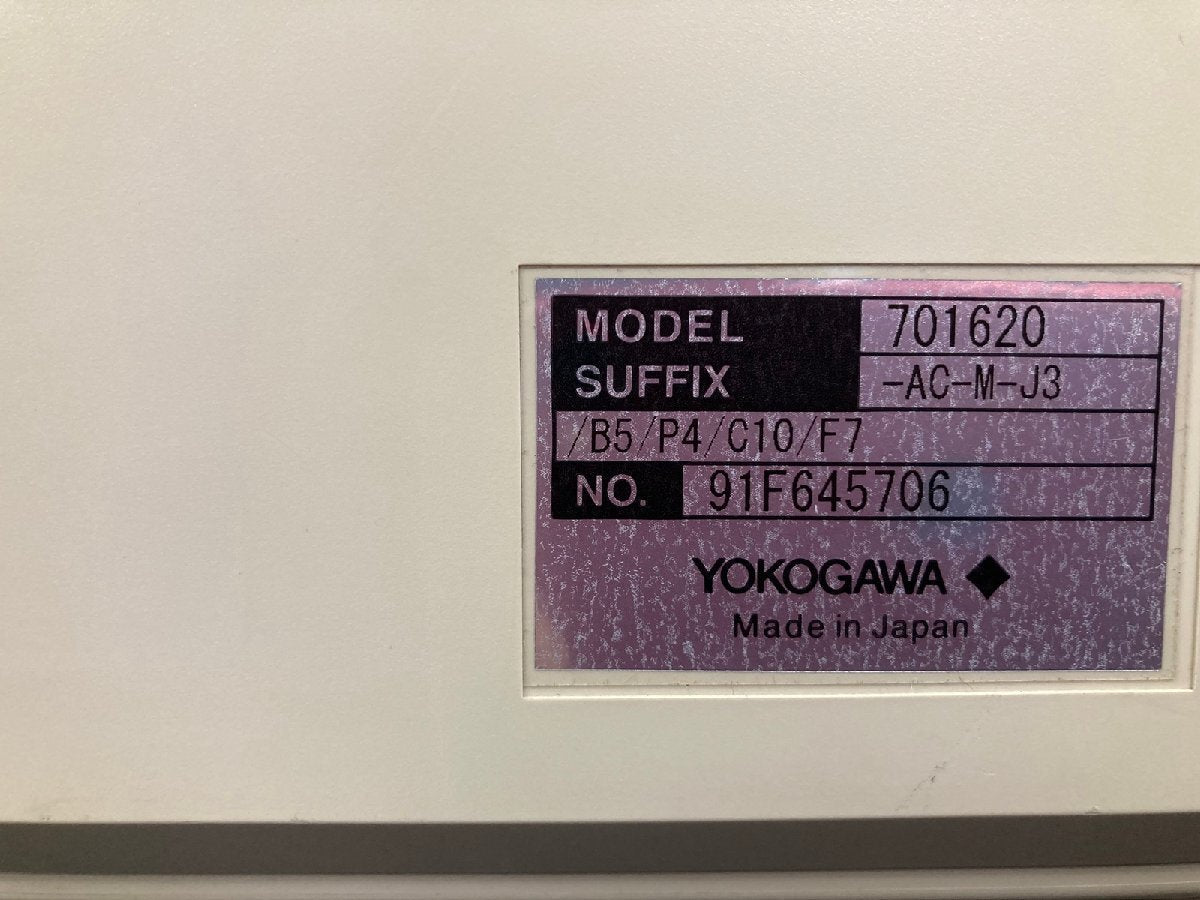 MODEL 701620
SUFFIX -AC-M-J3
/B5/P4/C10/F7
NO. 91F645706
YOKOGAWA
Made in Japan